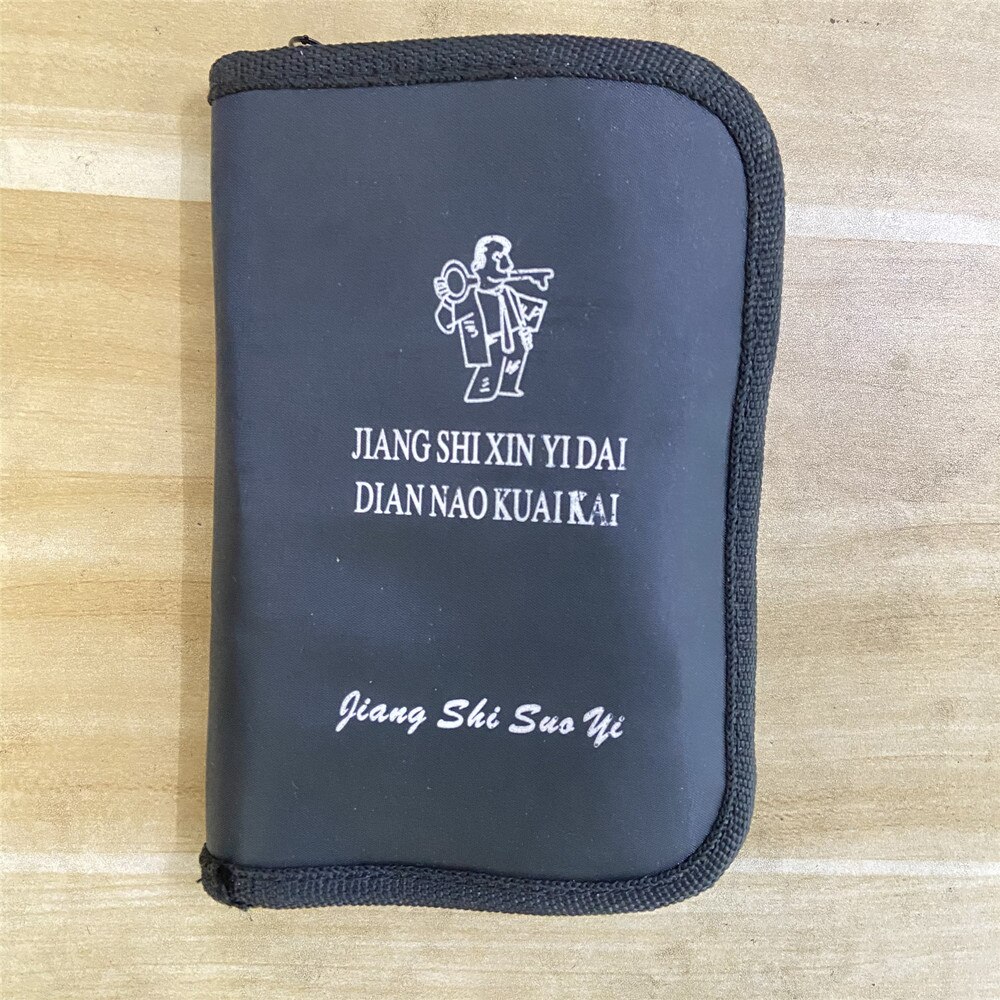 JIANG SHI XIN YI DAI
DIAN NAO KUAI KAI
Jiang Shi Suo Yi